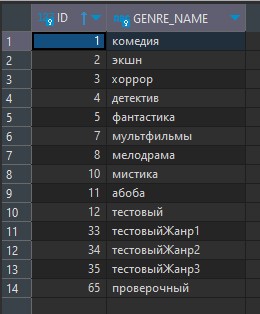 ID GENRE_NAME
1 1 комедия
2 2 экшн
3 3 хоррор
4 4 детектив
5 5 фантастика
6 7 мультфильмы
7 8 мелодрама
8 10 мистика
9 11 абоба
10 12 тестовый
11 33 тестовыйЖанр1
12 34 тестовыйЖанр2
13 35 тестовыйЖанр3
14 65 проверочный